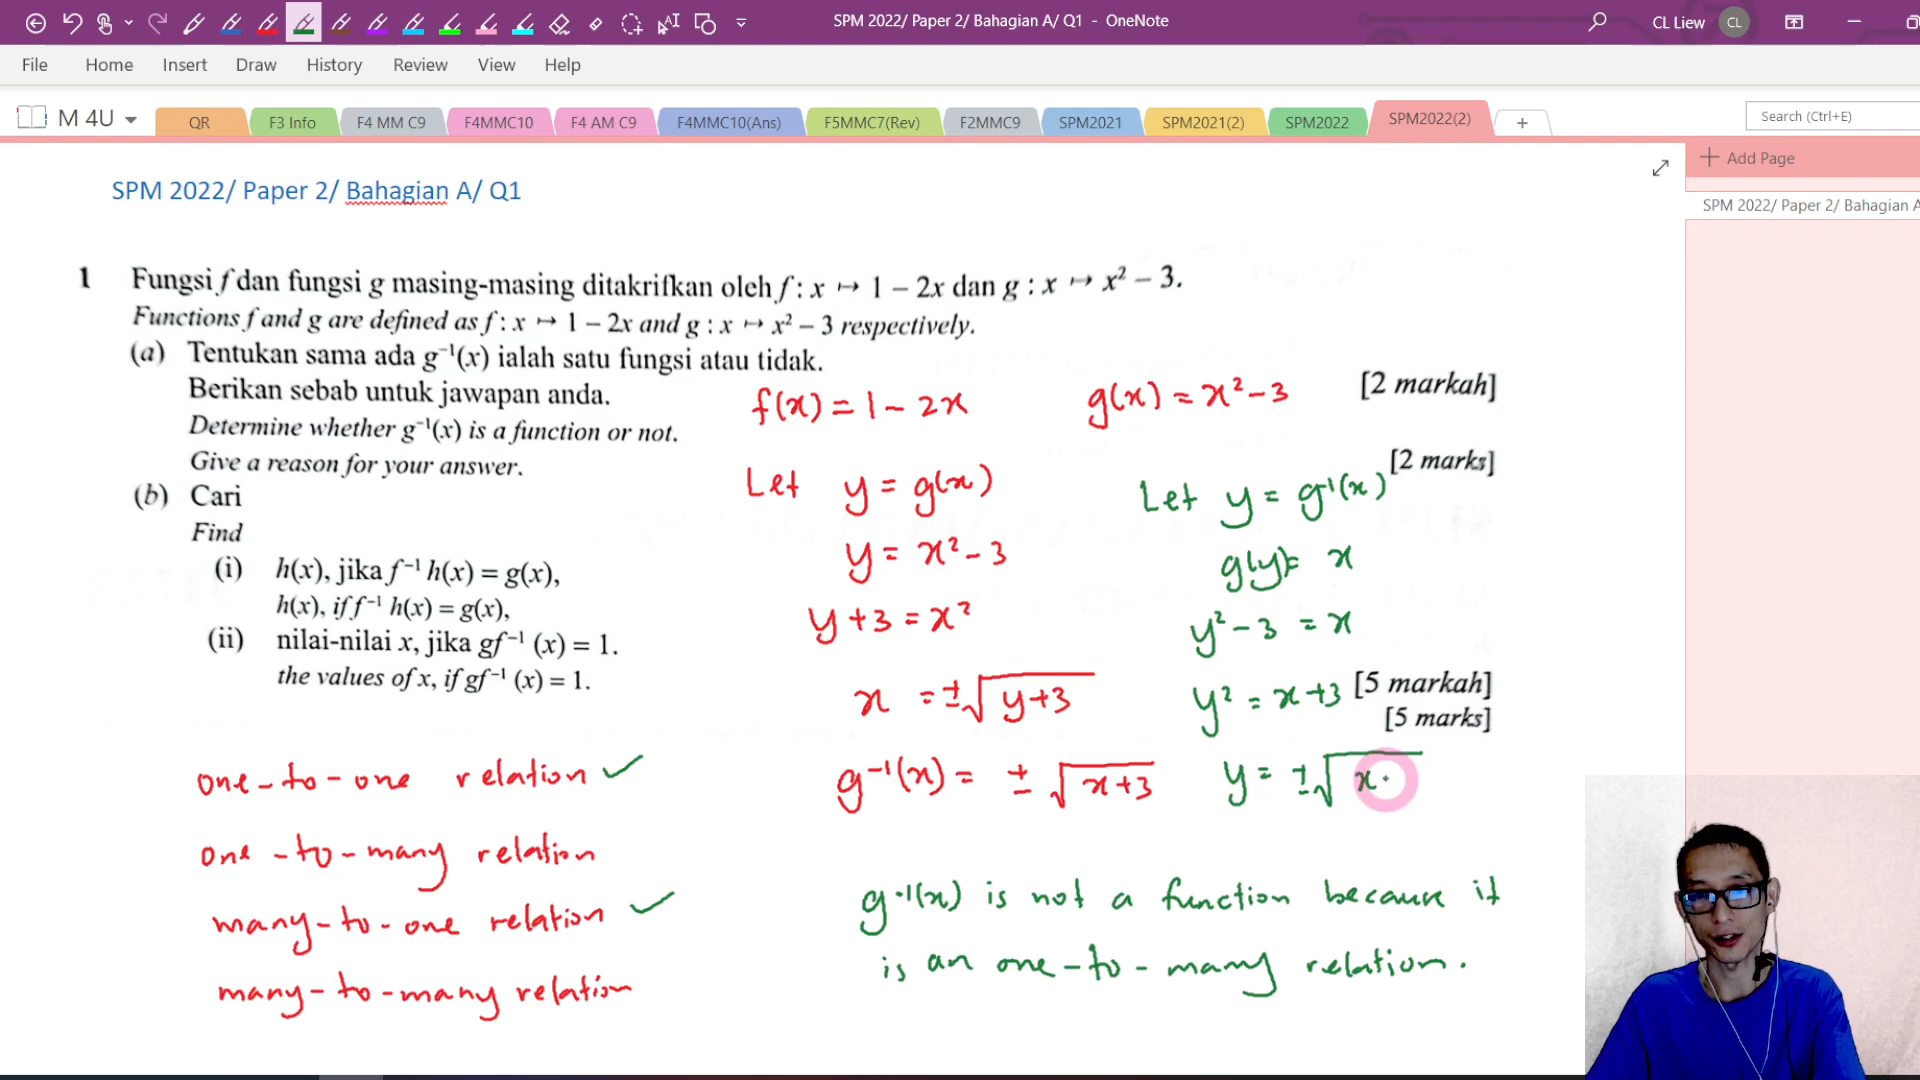 SPM 2022/ Paper 2/ Bahagian A/ Q1 - OneNote
CL Liew
CL
File Home Insert Draw History Review View Help
M 4U
QR
F3 Info
F4 MM C9
F4MMC10
F4 AM C9
F4MMC10(Ans)
F5MMC7(Rev)
F2MMC9
SPM2021
SPM2021(2)
SPM2022
SPM2022(2)
+
Search (Ctrl+E)
Add Page
SPM 2022/ Paper 2/ Bahagian A
SPM 2022/ Paper 2/ Bahagian A/ Q1
1 Fungsi f dan fungsi g masing-masing ditakrifkan oleh f : x ↦ 1 – 2x dan g : x ↦ x² – 3.
Functions f and g are defined as f : x ↦ 1 – 2x and g : x ↦ x² – 3 respectively.
(a) Tentukan sama ada g⁻¹(x) ialah satu fungsi atau tidak.
Berikan sebab untuk jawapan anda.
[2 markah]
Determine whether g⁻¹(x) is a function or not.
Give a reason for your answer.
[2 marks]
(b) Cari
Find
(i) h(x), jika f⁻¹ h(x) = g(x),
h(x), if f⁻¹ h(x) = g(x),
(ii) nilai-nilai x, jika gf⁻¹ (x) = 1.
the values of x, if gf⁻¹ (x) = 1.
[5 markah]
[5 marks]
f(x) = 1 - 2x
g(x) = x² - 3
Let y = g(x)
y = x² - 3
y + 3 = x²
x = ±√y+3
g⁻¹(x) = ± √x+3
Let y = g⁻¹(x)
g(y) = x
y² - 3 = x
y² = x+3
y = ±√x
one-to-one relation ✓
one-to-many relation
many-to-one relation ✓
many-to-many relation
g⁻¹(x) is not a function because it
is an one-to-many relation.